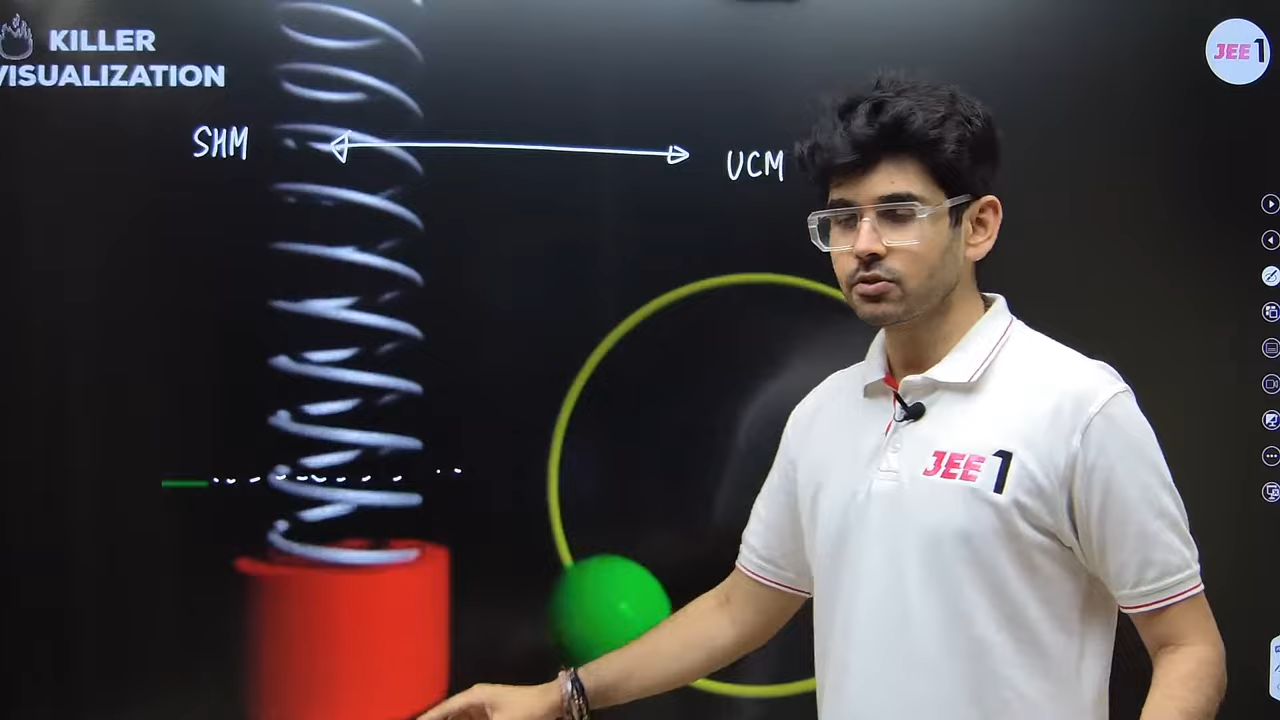 KILLER
VISUALIZATION
JEE 1
SHM
UCM
JEE 1